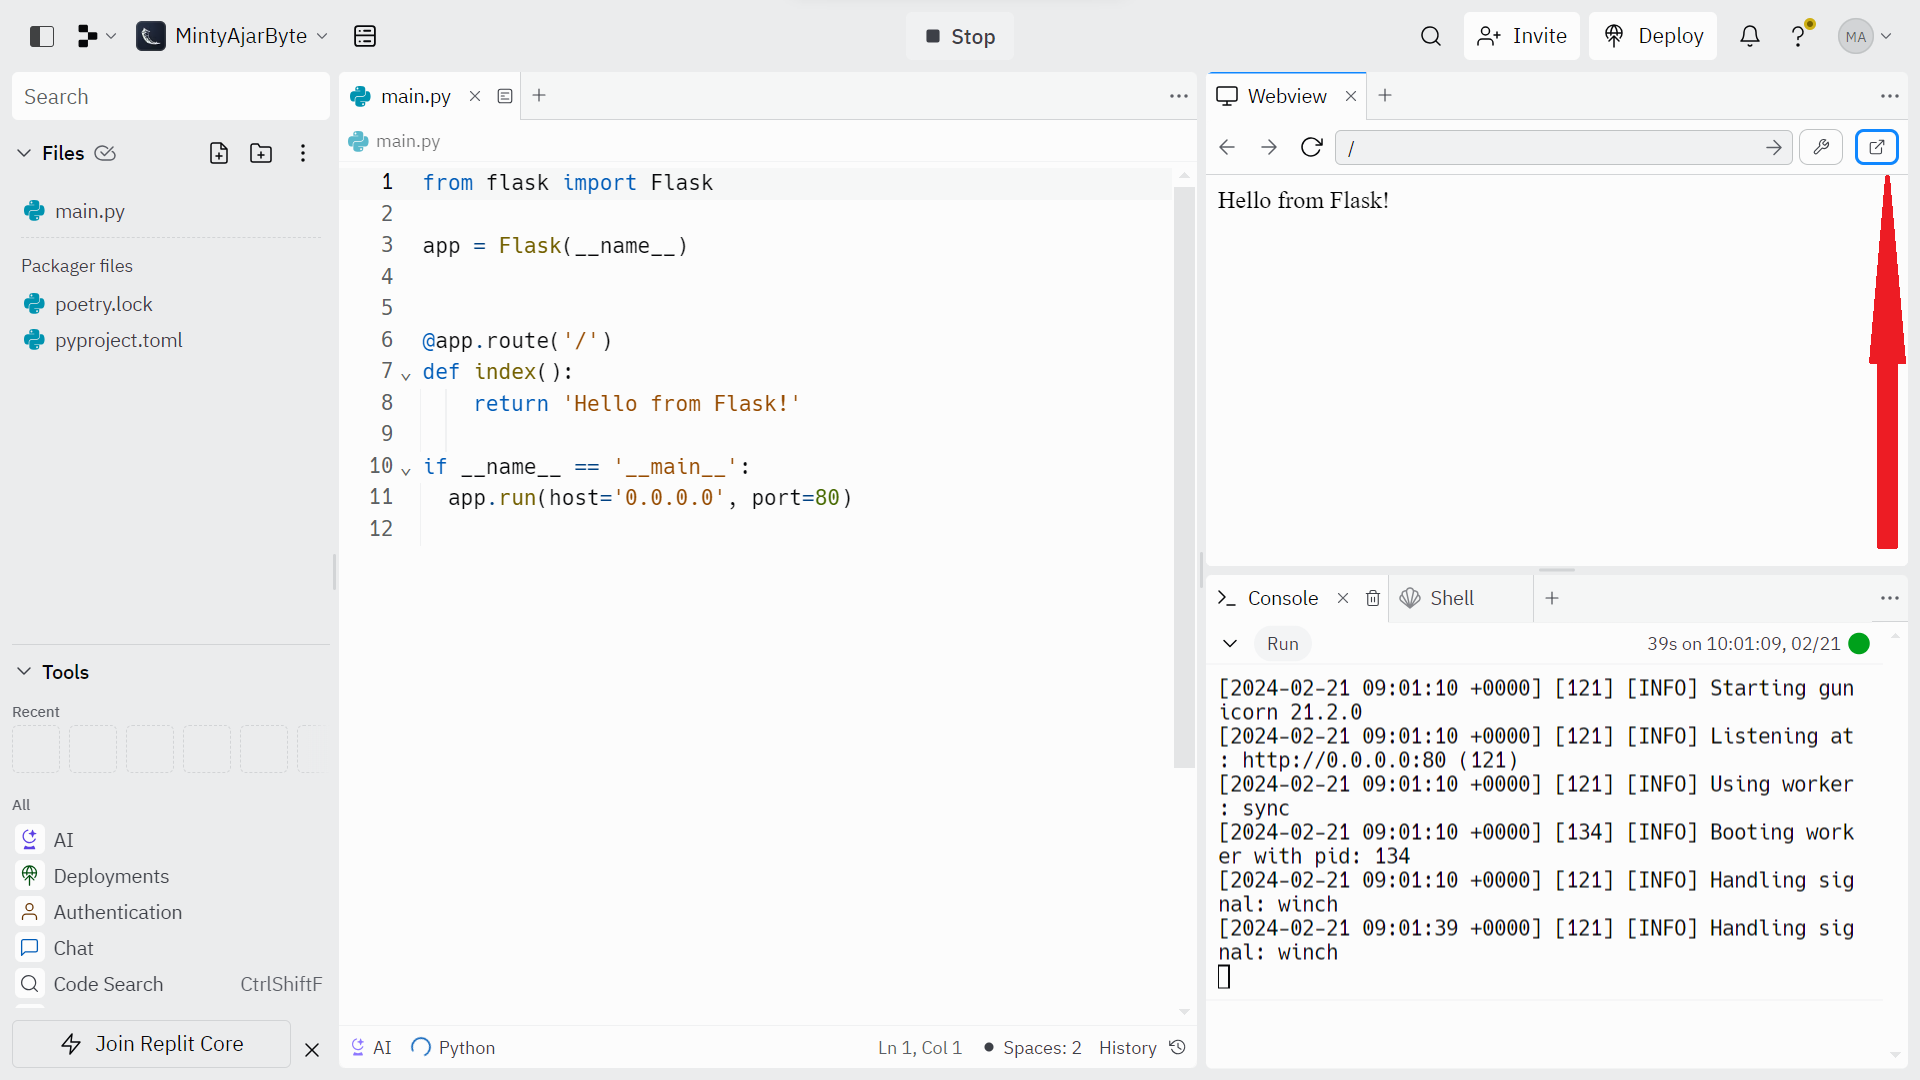 MintyAjarByte
Stop
Invite
Deploy
MA
Search
Files
main.py
Packager files
poetry.lock
pyproject.toml
Tools
Recent
All
AI
Deployments
Authentication
Chat
Code Search CtrlShiftF
Join Replit Core
main.py
main.py
1 from flask import Flask
2
3 app = Flask(__name__)
4
5
6 @app.route('/')
7 def index():
8 return 'Hello from Flask!'
9
10 if __name__ == '__main__':
11 app.run(host='0.0.0.0', port=80)
12
AI Python Ln 1, Col 1 Spaces: 2 History
Webview
/
Hello from Flask!
Console Shell
Run 39s on 10:01:09, 02/21
[2024-02-21 09:01:10 +0000] [121] [INFO] Starting gun
icorn 21.2.0
[2024-02-21 09:01:10 +0000] [121] [INFO] Listening at
: http://0.0.0.0:80 (121)
[2024-02-21 09:01:10 +0000] [121] [INFO] Using worker
: sync
[2024-02-21 09:01:10 +0000] [134] [INFO] Booting work
er with pid: 134
[2024-02-21 09:01:10 +0000] [121] [INFO] Handling sig
nal: winch
[2024-02-21 09:01:39 +0000] [121] [INFO] Handling sig
nal: winch